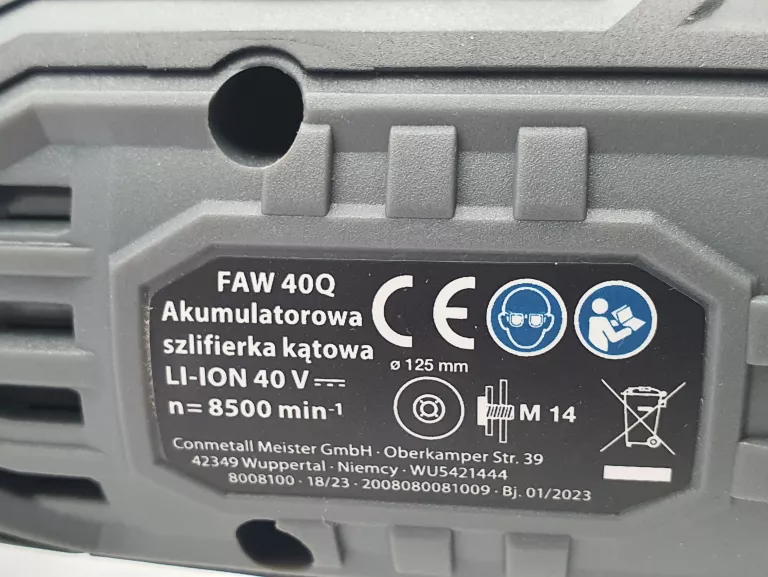 FAW 40Q
Akumulatorowa
szlifierka kątowa
LI-ION 40 V
n= 8500 min-1
CE
ø 125 mm
M 14
Conmetall Meister GmbH · Oberkamper Str. 39
42349 Wuppertal · Niemcy · WU5421444
8008100 · 18/23 · 2008080081009 · Bj. 01/2023